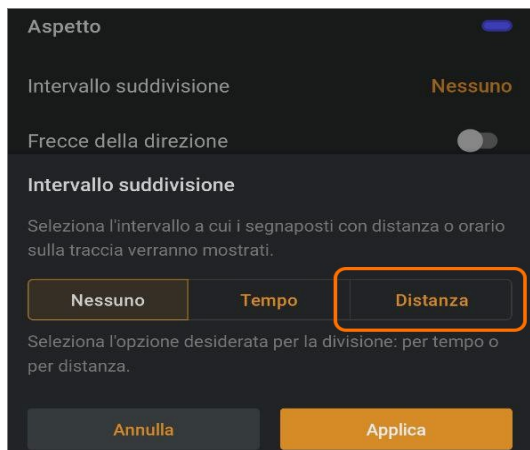 Aspetto
Intervallo suddivisione Nessuno
Frecce della direzione
Intervallo suddivisione
Seleziona l'intervallo a cui i segnaposti con distanza o orario
sulla traccia verranno mostrati.
Nessuno Tempo Distanza
Seleziona l'opzione desiderata per la divisione: per tempo o
per distanza.
Annulla Applica